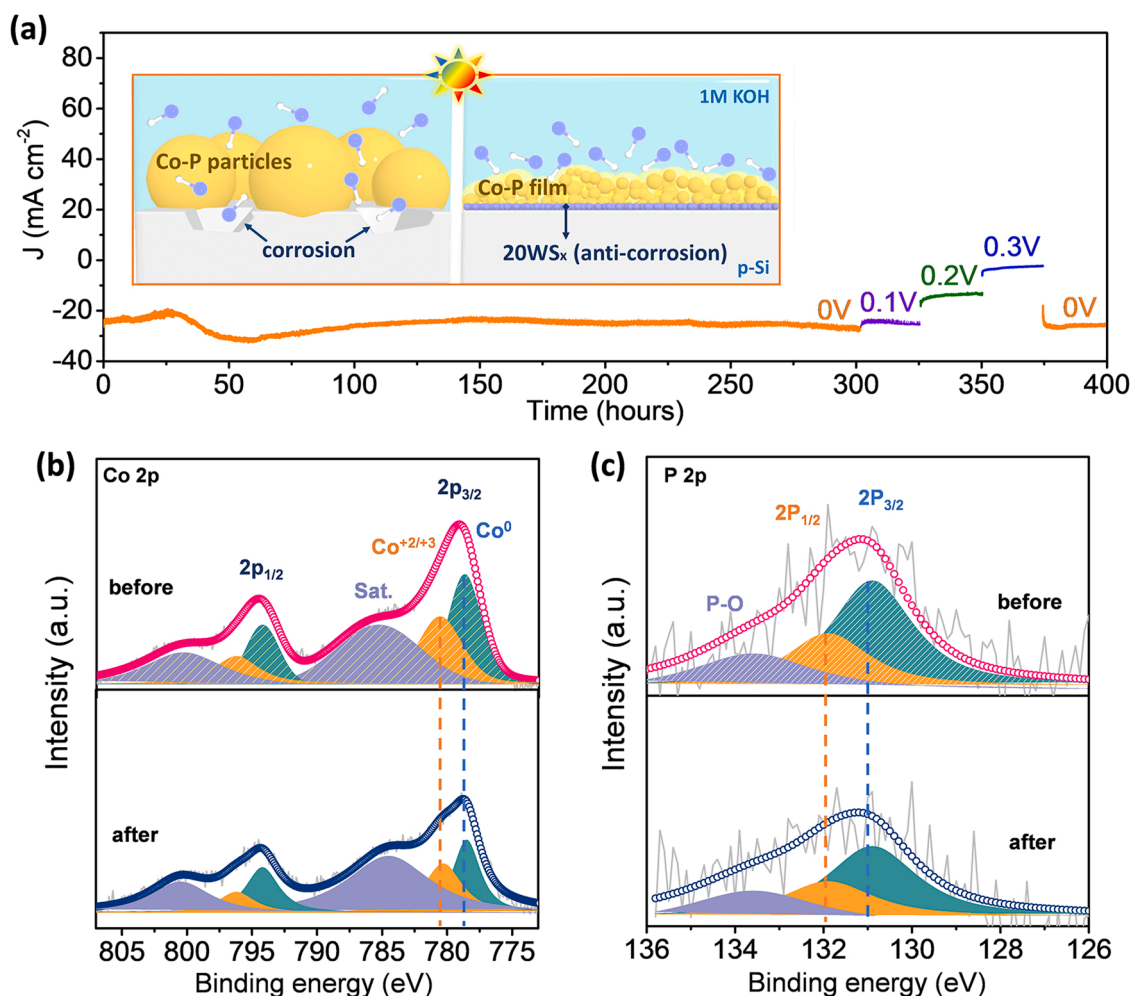 (a)
80
60
40
20
0
-20
-40
J (mA cm⁻²)
1M KOH
Co-P particles
Co-P film
corrosion
20WSₓ (anti-corrosion)
p-Si
0V
0.1V
0.2V
0.3V
0V
0 50 100 150 200 250 300 350 400
Time (hours)
(b)
Co 2p
2p₃/₂
Co⁰
Co⁺²/⁺³
2p₁/₂
before
Sat.
after
Intensity (a.u.)
805 800 795 790 785 780 775
Binding energy (eV)
(c)
P 2p
2P₃/₂
2P₁/₂
P-O
before
after
Intensity (a.u.)
136 134 132 130 128 126
Binding energy (eV)